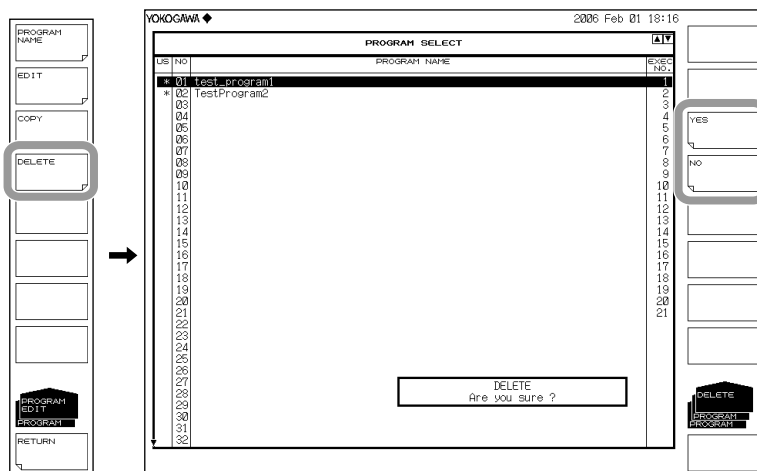 PROGRAM
NAME
EDIT
COPY
DELETE
PROGRAM
EDIT
PROGRAM
RETURN
YOKOGAWA
2006 Feb 01 18:16
PROGRAM SELECT
US NO PROGRAM NAME EXEC NO.
* 01 test_program1 1
* 02 TestProgram2 2
03 3
04 4
05 5
06 6
07 7
08 8
09 9
10 10
11 11
12 12
13 13
14 14
15 15
16 16
17 17
18 18
19 19
20 20
21 21
22
23
24
25
26
27
28
29
30
31
32
DELETE
Are you sure ?
YES
NO
DELETE
PROGRAM
PROGRAM